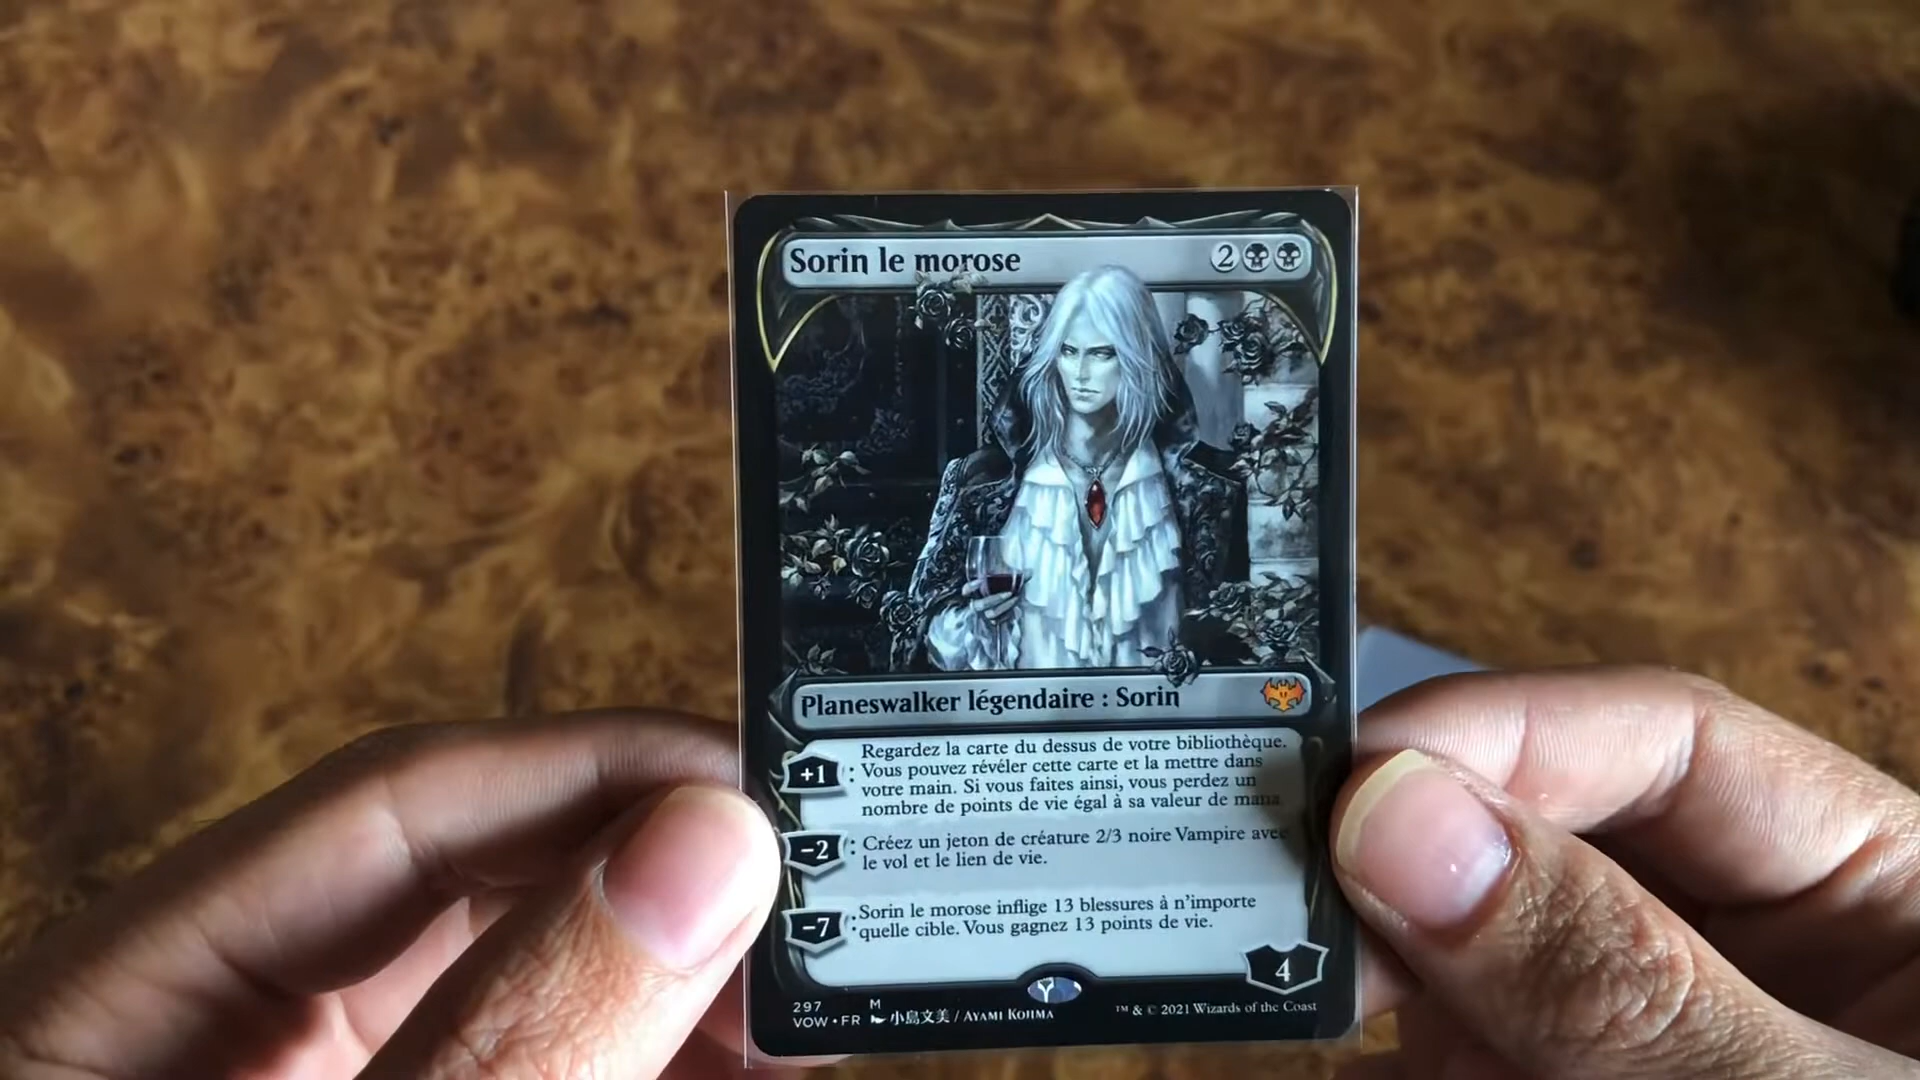 Sorin le morose
2
Planeswalker légendaire : Sorin
Regardez la carte du dessus de votre bibliothèque.
+1 : Vous pouvez révéler cette carte et la mettre dans
votre main. Si vous faites ainsi, vous perdez un
nombre de points de vie égal à sa valeur de mana
−2 : Créez un jeton de créature 2/3 noire Vampire avec
le vol et le lien de vie.
−7 : Sorin le morose inflige 13 blessures à n'importe
quelle cible. Vous gagnez 13 points de vie.
4
297 M
VOW • FR 小島文美 / AYAMI KOJIMA
™ & © 2021 Wizards of the Coast